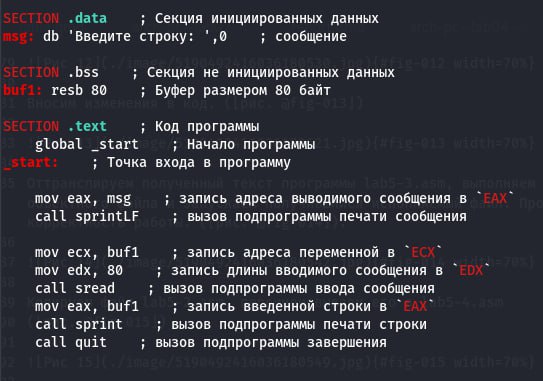 SECTION .data    ; Секция инициированных данных
msg: db 'Введите строку: ',0    ; сообщение
SECTION .bss    ; Секция не инициированных данных
buf1: resb 80    ; Буфер размером 80 байт
SECTION .text    ; Код программы
global _start    ; Начало программы
_start:    ; Точка входа в программу
mov eax, msg    ; запись адреса выводимого сообщения в `EAX`
call sprintLF    ; вызов подпрограммы печати сообщения
mov ecx, buf1    ; запись адреса переменной в `ECX`
mov edx, 80    ; запись длины вводимого сообщения в `EDX`
call sread    ; вызов подпрограммы ввода сообщения
mov eax, buf1    ; запись введенной строки в `EAX`
call sprint    ; вызов подпрограммы печати строки
call quit    ; вызов подпрограммы завершения